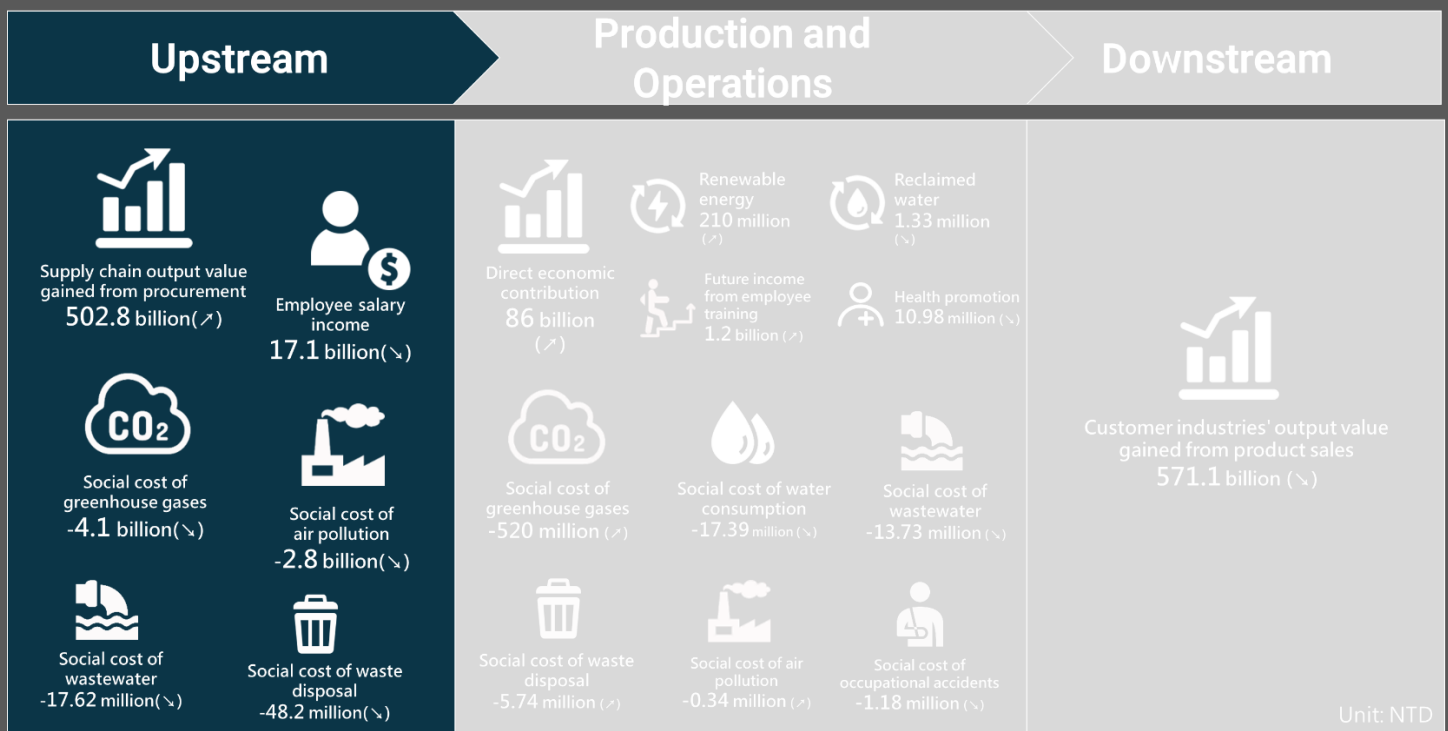 Upstream
Production and
Operations
Downstream
Supply chain output value
gained from procurement
502.8 billion(↗)
$
Employee salary
income
17.1 billion(↘)
CO2
Social cost of
greenhouse gases
-4.1 billion(↘)
Social cost of
air pollution
-2.8 billion(↘)
Social cost of
wastewater
-17.62 million(↘)
Social cost of waste
disposal
-48.2 million(↘)
Direct economic
contribution
86 billion
(↗)
Renewable
energy
210 million
(↗)
Reclaimed
water
1.33 million
(↘)
Future income
from employee
training
1.2 billion (↗)
Health promotion
10.98 million (↘)
CO2
Social cost of
greenhouse gases
-520 million (↗)
Social cost of water
consumption
-17.39 million (↘)
Social cost of
wastewater
-13.73 million (↘)
Social cost of waste
disposal
-5.74 million (↗)
Social cost of air
pollution
-0.34 million (↗)
Social cost of
occupational accidents
-1.18 million (↘)
Customer industries' output value
gained from product sales
571.1 billion (↘)
Unit: NTD